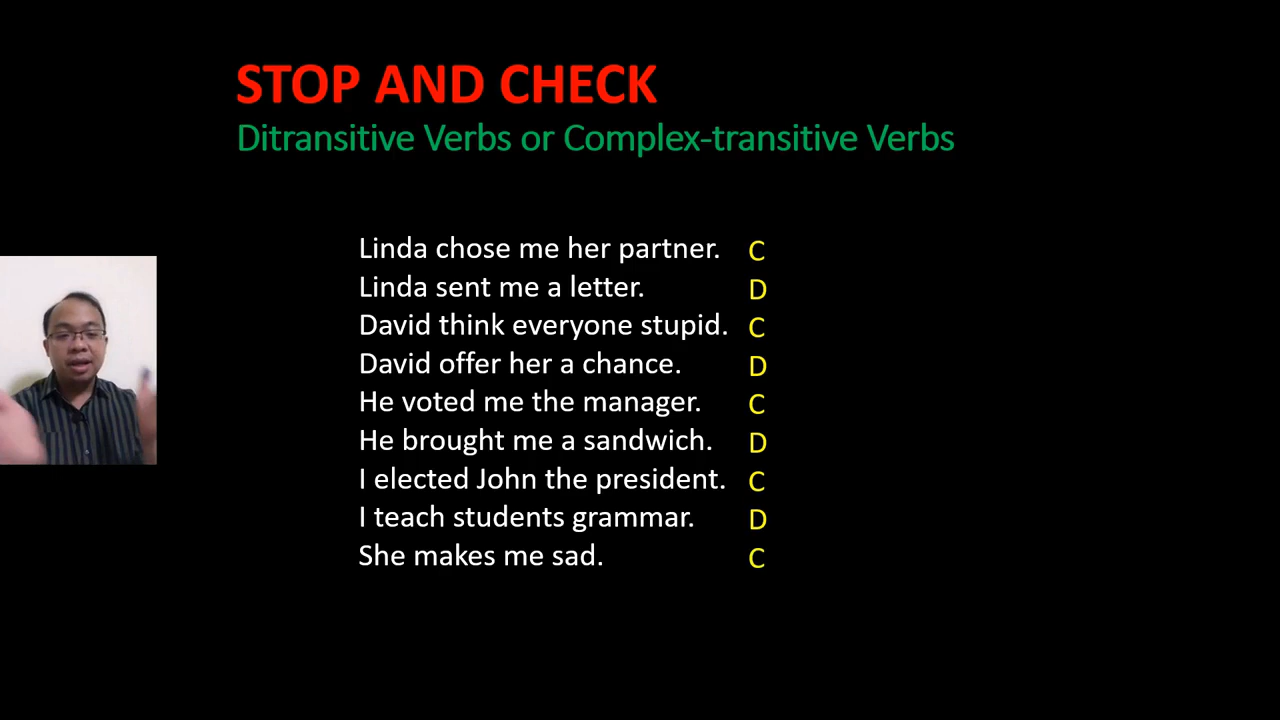 STOP AND CHECK
Ditransitive Verbs or Complex-transitive Verbs
Linda chose me her partner. C
Linda sent me a letter. D
David think everyone stupid. C
David offer her a chance. D
He voted me the manager. C
He brought me a sandwich. D
I elected John the president. C
I teach students grammar. D
She makes me sad. C